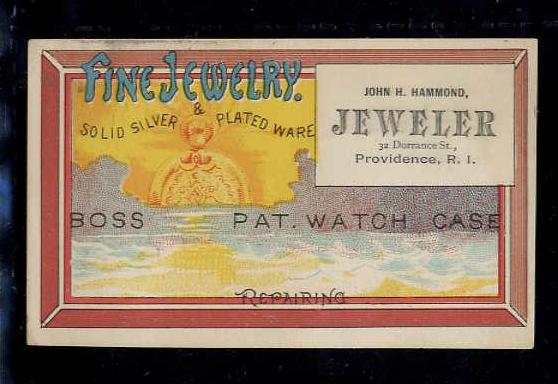 FINE JEWELRY.
&
SOLID SILVER PLATED WARE
JOHN H. HAMMOND,
JEWELER
32 Dorrance St.,
Providence, R. I.
BOSS PAT. WATCH CASE
REPAIRING